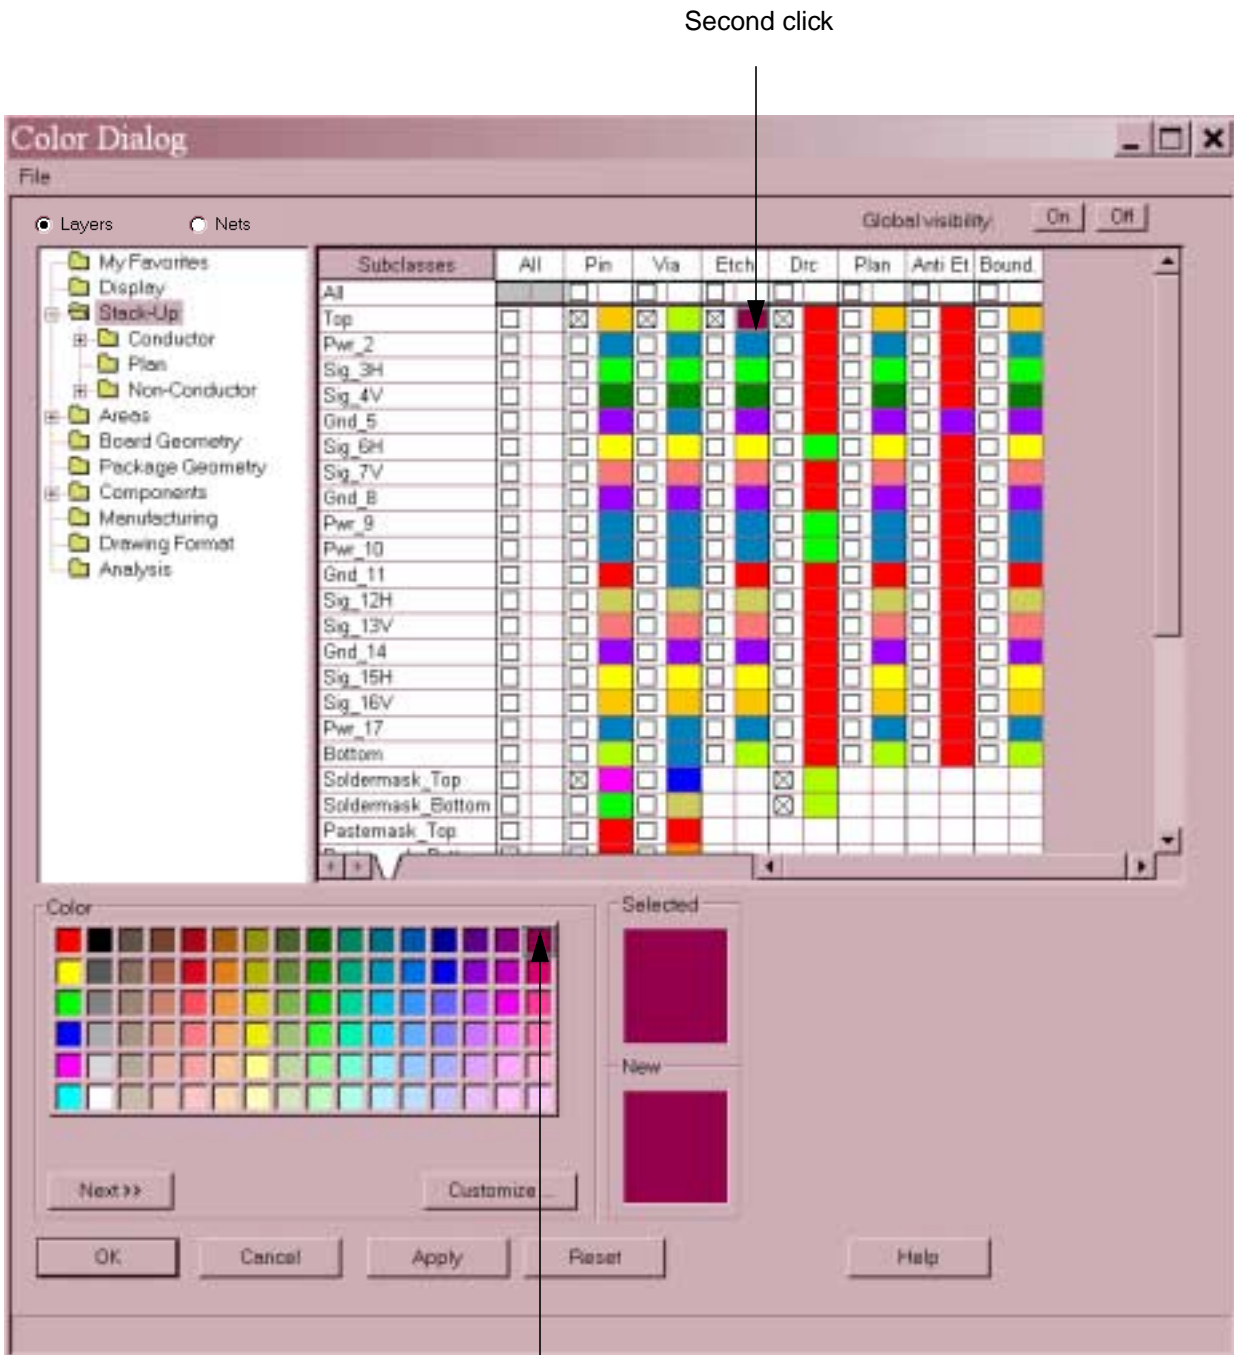 Second click
Color Dialog
File
Layers
Nets
Global visibility:
On
Off
My Favorites
Display
Stack-Up
Conductor
Plan
Non-Conductor
Areas
Board Geometry
Package Geometry
Components
Manufacturing
Drawing Format
Analysis
Subclasses All Pin Via Etch Drc Plan Anti Et Bound.
All
Top
Pwr_2
Sig_3H
Sig_4V
Gnd_5
Sig_6H
Sig_7V
Gnd_8
Pwr_9
Pwr_10
Gnd_11
Sig_12H
Sig_13V
Gnd_14
Sig_15H
Sig_16V
Pwr_17
Bottom
Soldermask_Top
Soldermask_Bottom
Pastemask_Top
Color
Selected
New
Next >>
Customize ...
OK
Cancel
Apply
Reset
Help